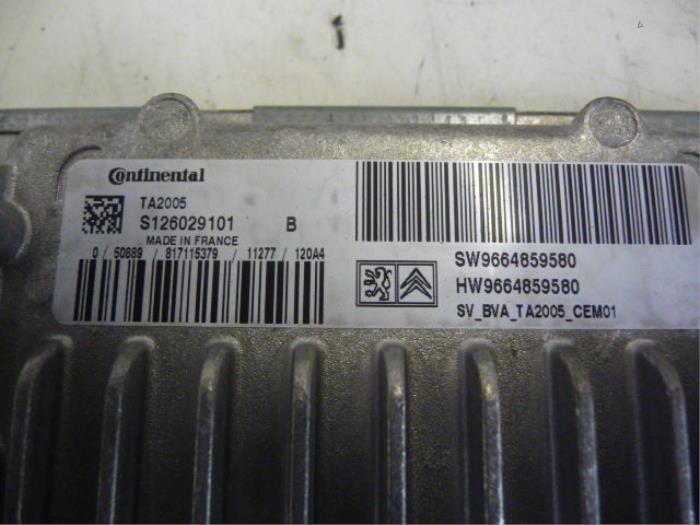 Continental
TA2005
S126029101 B
MADE IN FRANCE
0 / 50889 / 817115379 / 11277 / 120A4
SW9664859580
HW9664859580
SV_BVA_TA2005_CEM01